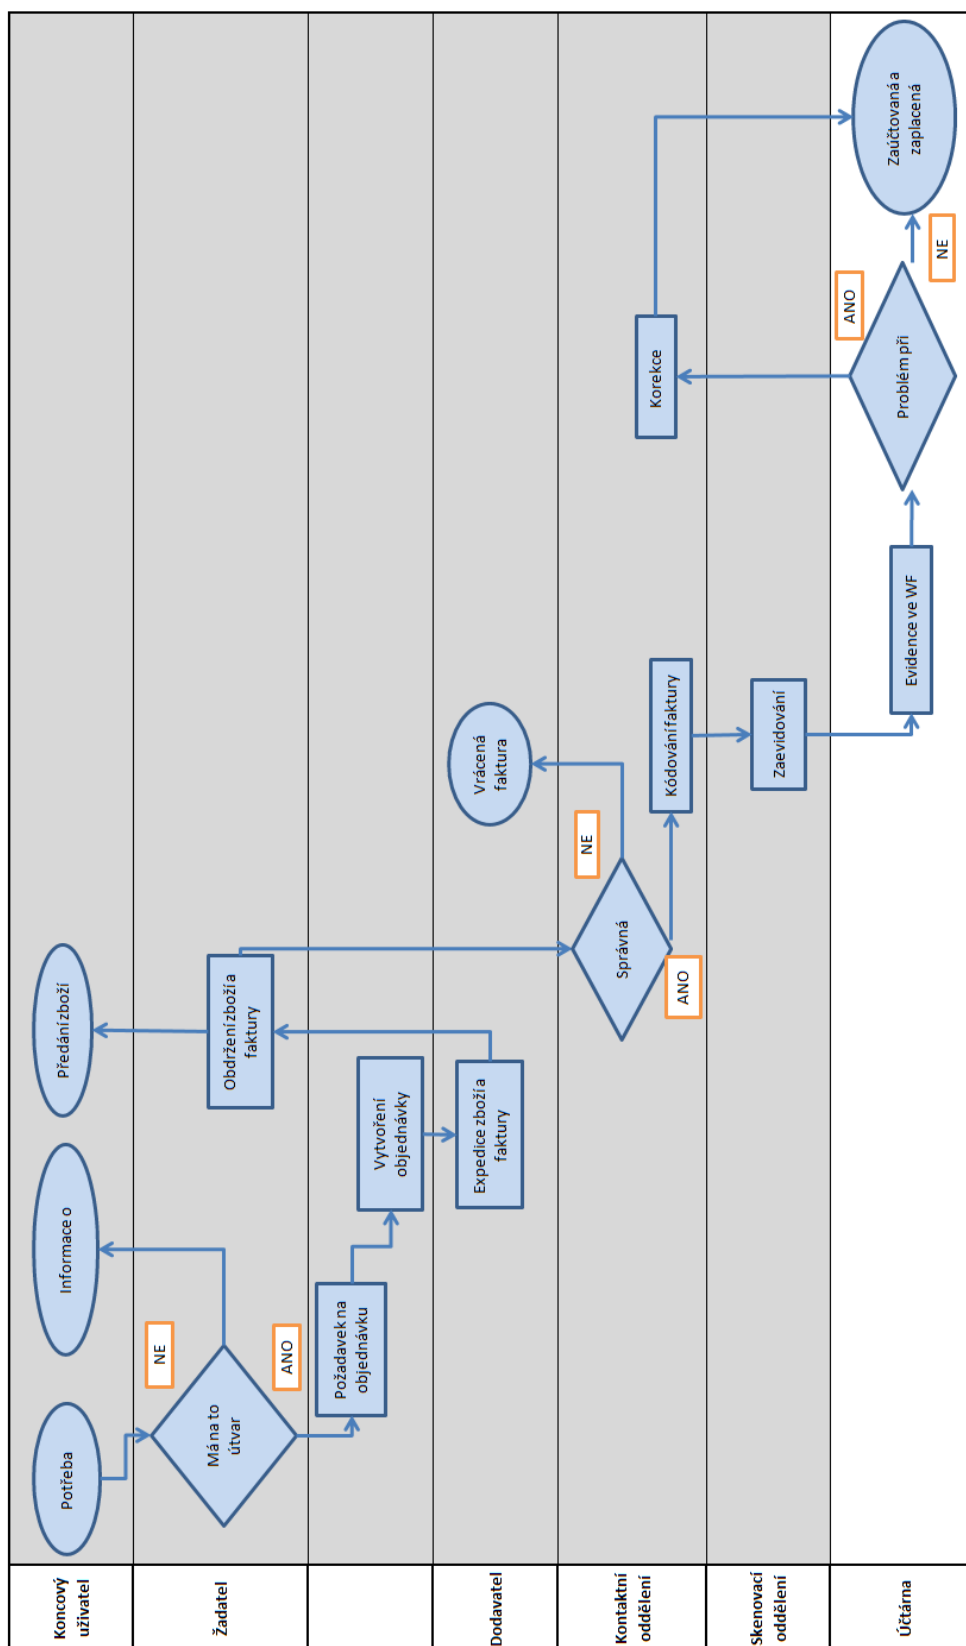 Koncový
uživatel
Potřeba
Informace o
Předání zboží
Žadatel
Má na to
útvar
NE
ANO
Obdržení zboží a
faktury
Požadavek na
objednávku
Vytvoření
objednávky
Dodavatel
Expedice zboží a
faktury
Vrácená
faktura
Kontaktní
oddělení
Správná
NE
ANO
Kódování faktury
Korekce
Skenovací
oddělení
Zaevidování
Účtárna
Evidence ve WF
Problém při
ANO
NE
Zaúčtovaná a
zaplacená